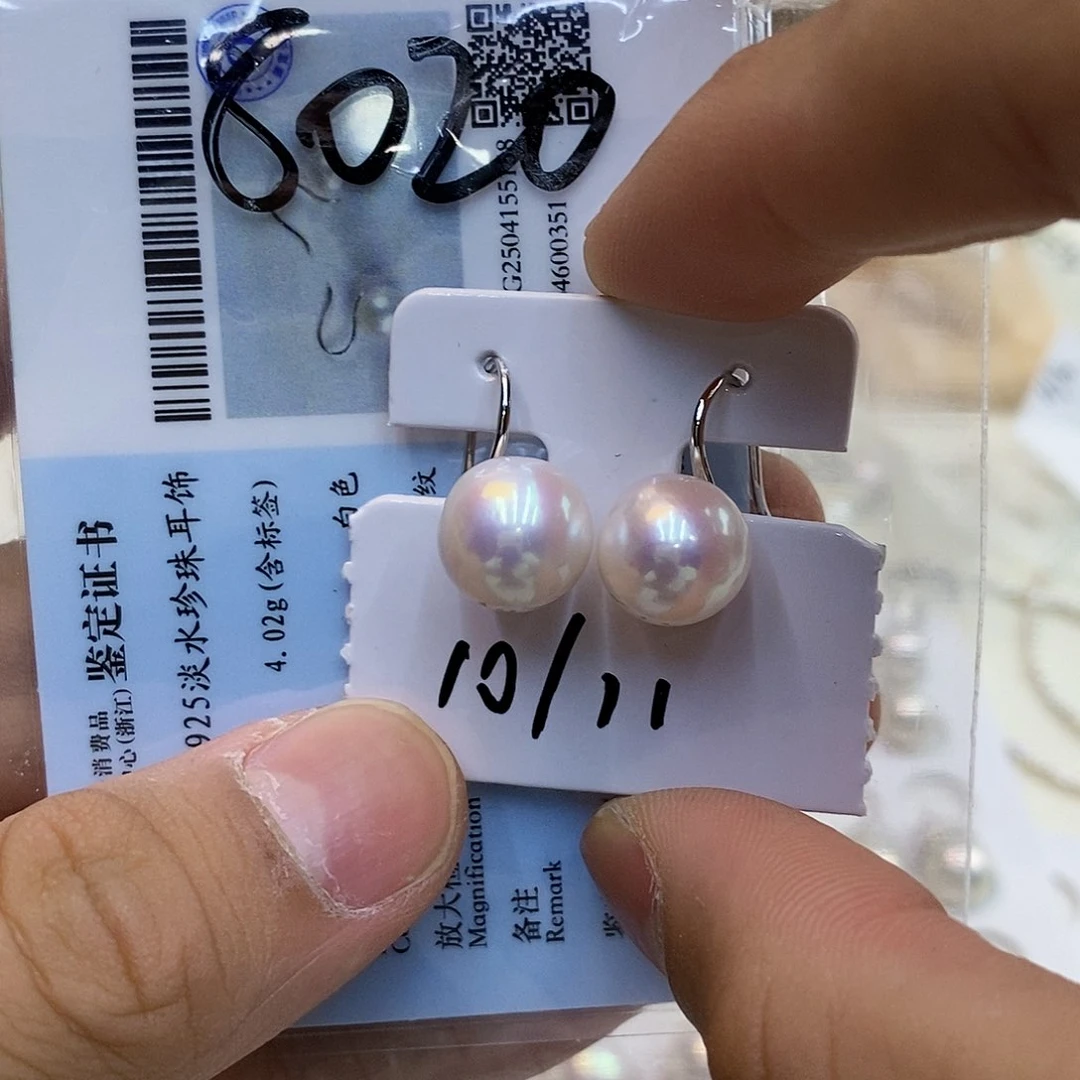 8020
G25041551 8
4600351
消费品
心(浙江)
鉴定证书
925淡水珍珠耳饰
4.02g(含标签)
白色
纹
放大检
Magnification
备注
Remark
10/11